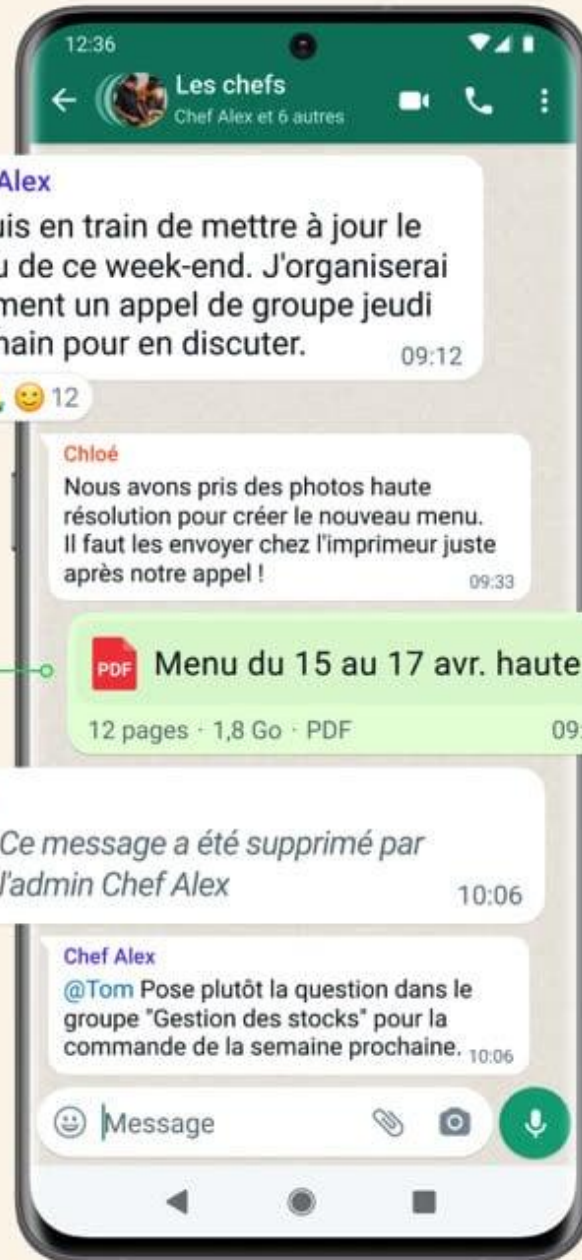 12:36
Les chefs
Chef Alex et 6 autres
Alex
uis en train de mettre à jour le
u de ce week-end. J'organiserai
ment un appel de groupe jeudi
hain pour en discuter.
09:12
12
Chloé
Nous avons pris des photos haute
résolution pour créer le nouveau menu.
Il faut les envoyer chez l'imprimeur juste
après notre appel !
09:33
PDF Menu du 15 au 17 avr. haute
12 pages · 1,8 Go · PDF
09:
Ce message a été supprimé par
l'admin Chef Alex
10:06
Chef Alex
@Tom Pose plutôt la question dans le
groupe "Gestion des stocks" pour la
commande de la semaine prochaine. 10:06
Message